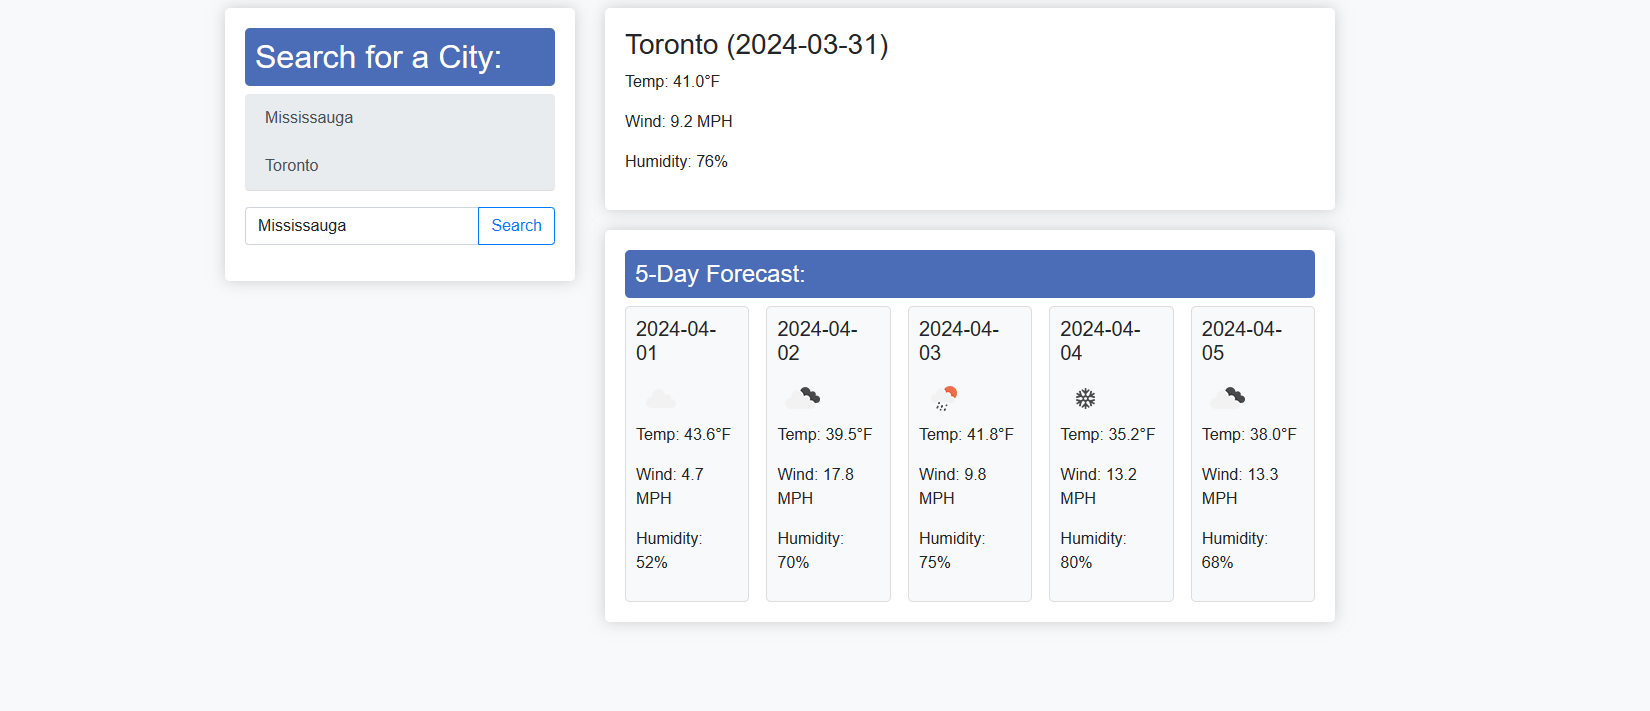 Search for a City:
Mississauga
Toronto
Mississauga
Search
Toronto (2024-03-31)
Temp: 41.0°F
Wind: 9.2 MPH
Humidity: 76%
5-Day Forecast:
2024-04-
01
Temp: 43.6°F
Wind: 4.7
MPH
Humidity:
52%
2024-04-
02
Temp: 39.5°F
Wind: 17.8
MPH
Humidity:
70%
2024-04-
03
Temp: 41.8°F
Wind: 9.8
MPH
Humidity:
75%
2024-04-
04
Temp: 35.2°F
Wind: 13.2
MPH
Humidity:
80%
2024-04-
05
Temp: 38.0°F
Wind: 13.3
MPH
Humidity:
68%